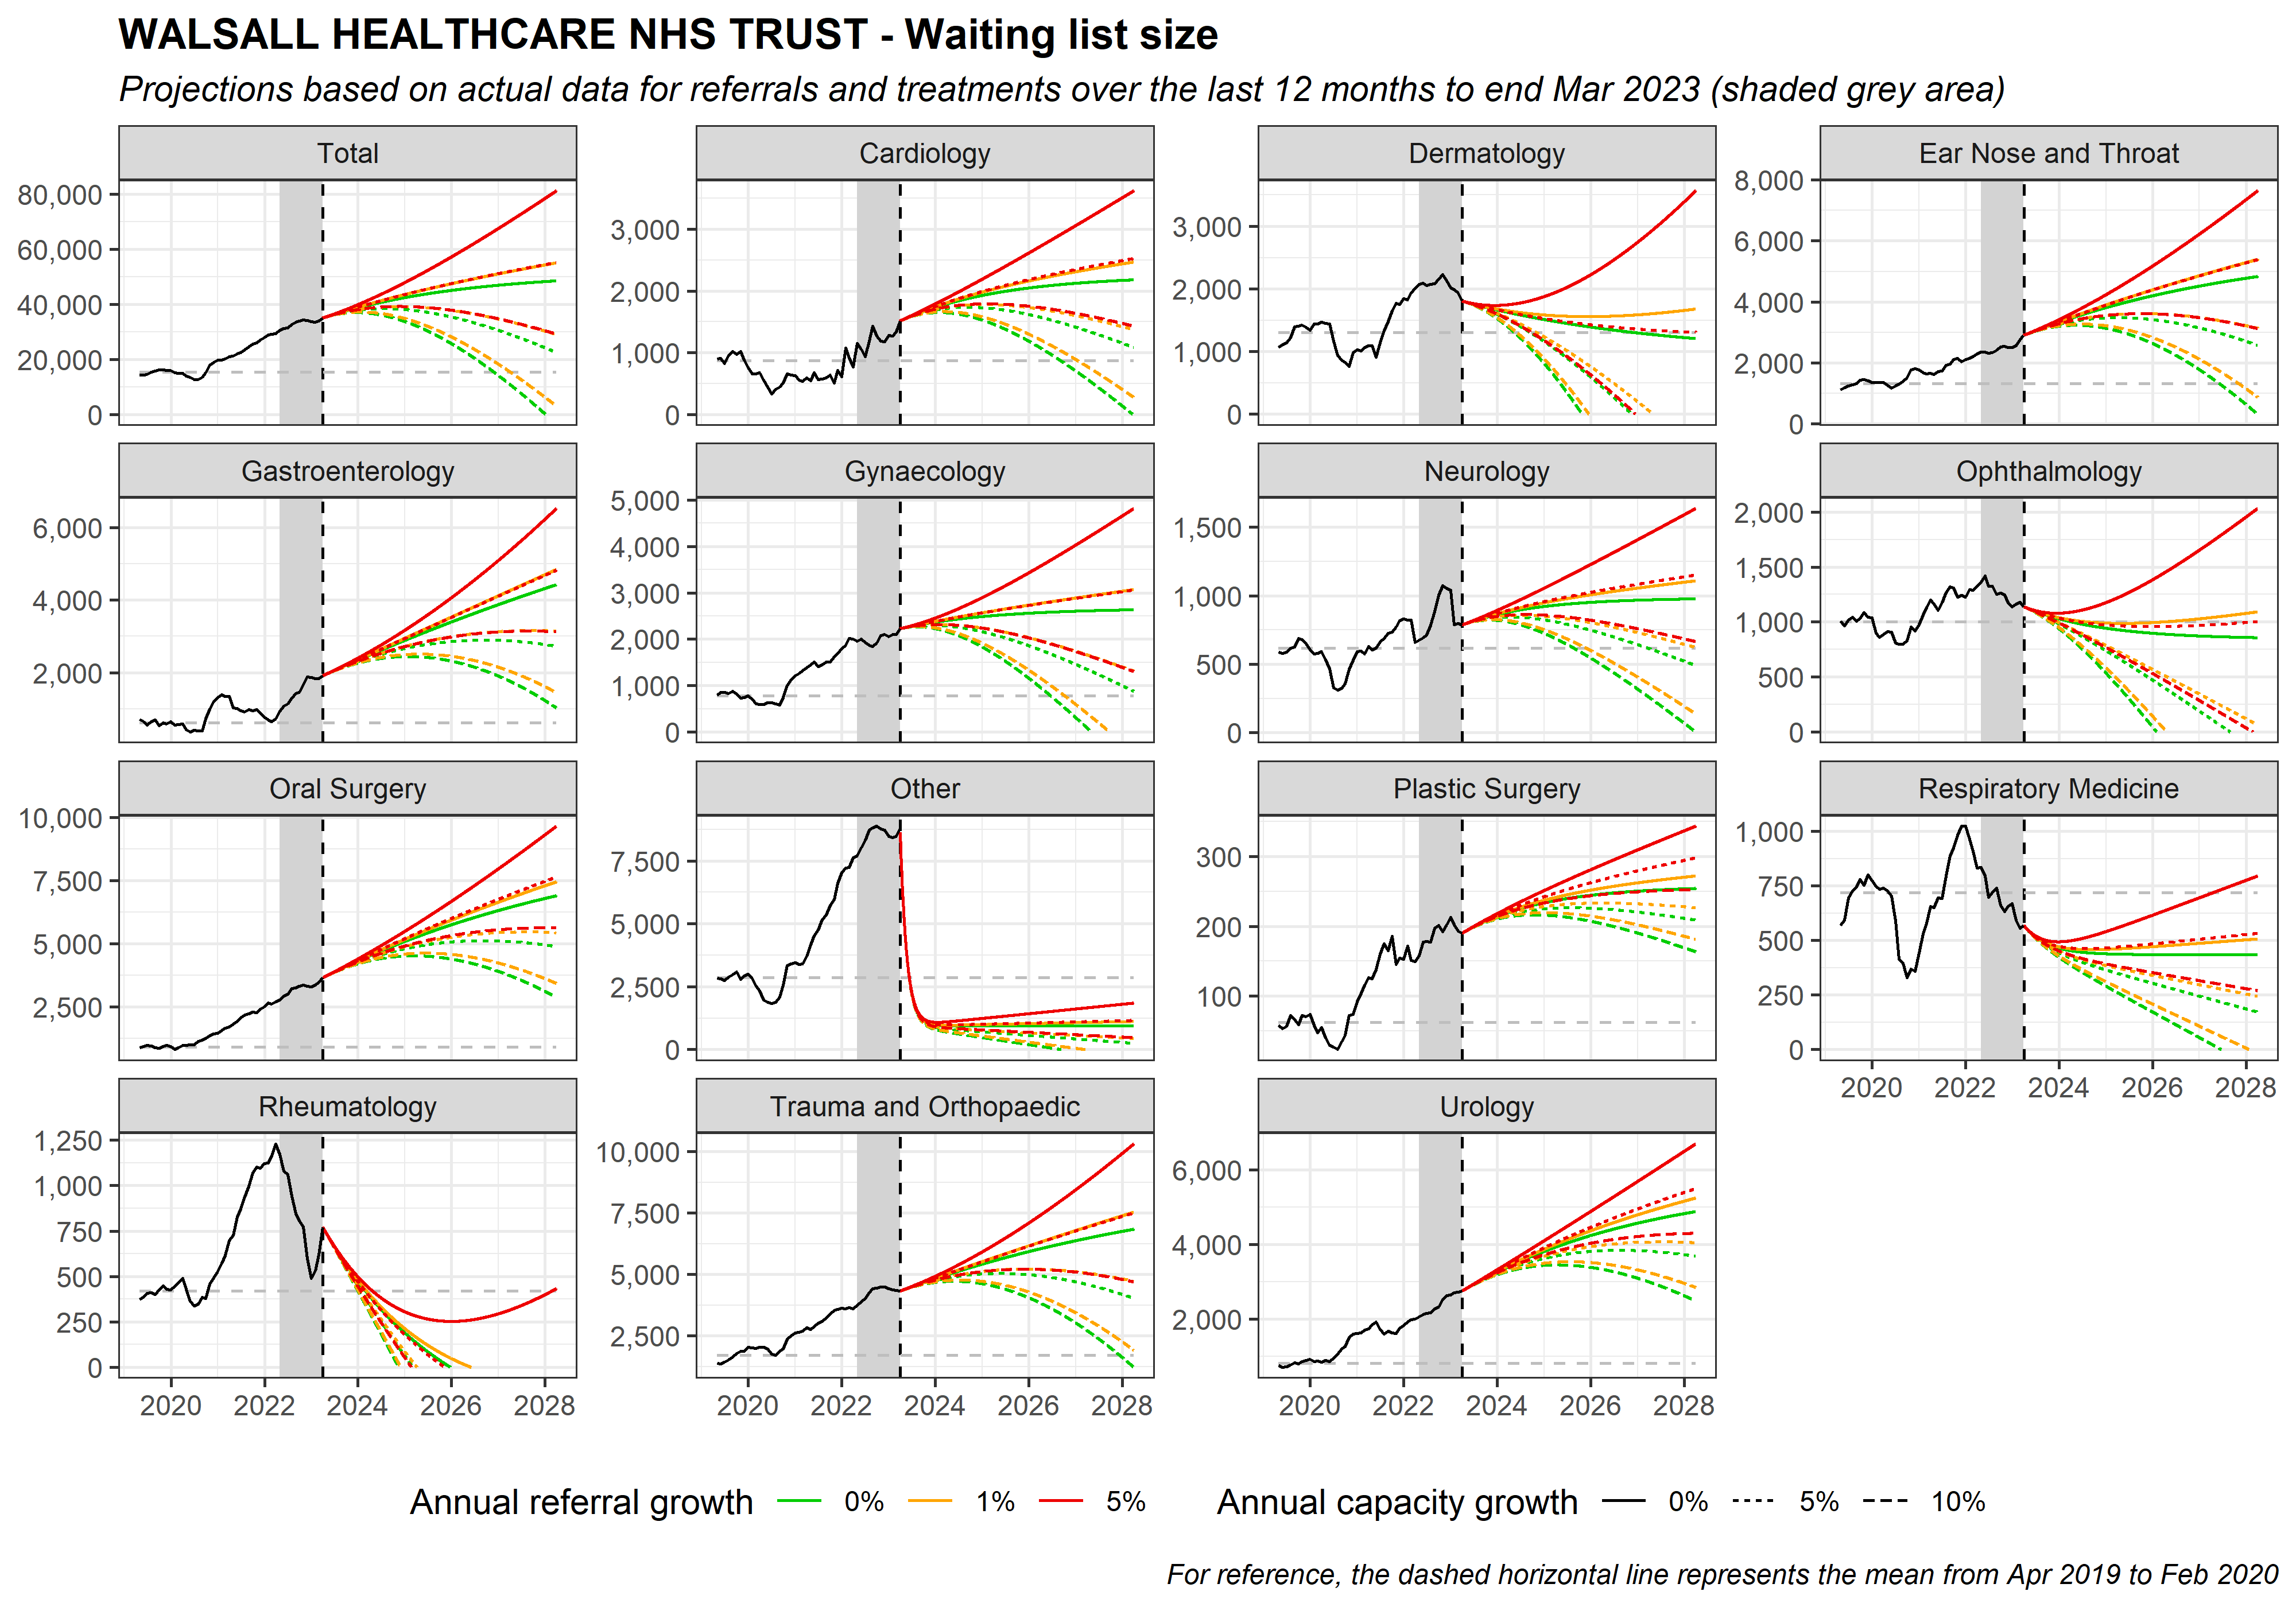 WALSALL HEALTHCARE NHS TRUST - Waiting list size
Projections based on actual data for referrals and treatments over the last 12 months to end Mar 2023 (shaded grey area)
Total
80,000
60,000
40,000
20,000
0
Cardiology
3,000
2,000
1,000
0
Dermatology
3,000
2,000
1,000
0
Ear Nose and Throat
8,000
6,000
4,000
2,000
0
Gastroenterology
6,000
4,000
2,000
Gynaecology
5,000
4,000
3,000
2,000
1,000
0
Neurology
1,500
1,000
500
0
Ophthalmology
2,000
1,500
1,000
500
0
Oral Surgery
10,000
7,500
5,000
2,500
Other
7,500
5,000
2,500
0
Plastic Surgery
300
200
100
Respiratory Medicine
1,000
750
500
250
0
2020 2022 2024 2026 2028
Rheumatology
1,250
1,000
750
500
250
0
2020 2022 2024 2026 2028
Trauma and Orthopaedic
10,000
7,500
5,000
2,500
2020 2022 2024 2026 2028
Urology
6,000
4,000
2,000
2020 2022 2024 2026 2028
Annual referral growth 0% 1% 5% Annual capacity growth 0% 5% 10%
For reference, the dashed horizontal line represents the mean from Apr 2019 to Feb 2020